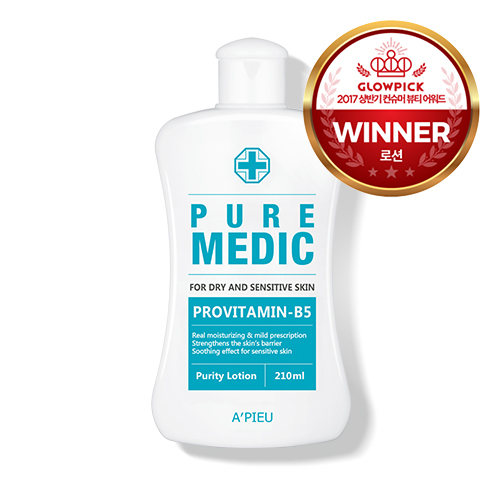 GLOWPICK
2017 상반기 컨슈머 뷰티 어워드
WINNER
로션
PURE
MEDIC
FOR DRY AND SENSITIVE SKIN
PROVITAMIN-B5
Real moisturizing & mild prescription
Strengthens the skin's barrier
Soothing effect for sensitive skin
Purity Lotion 210ml
A'PIEU